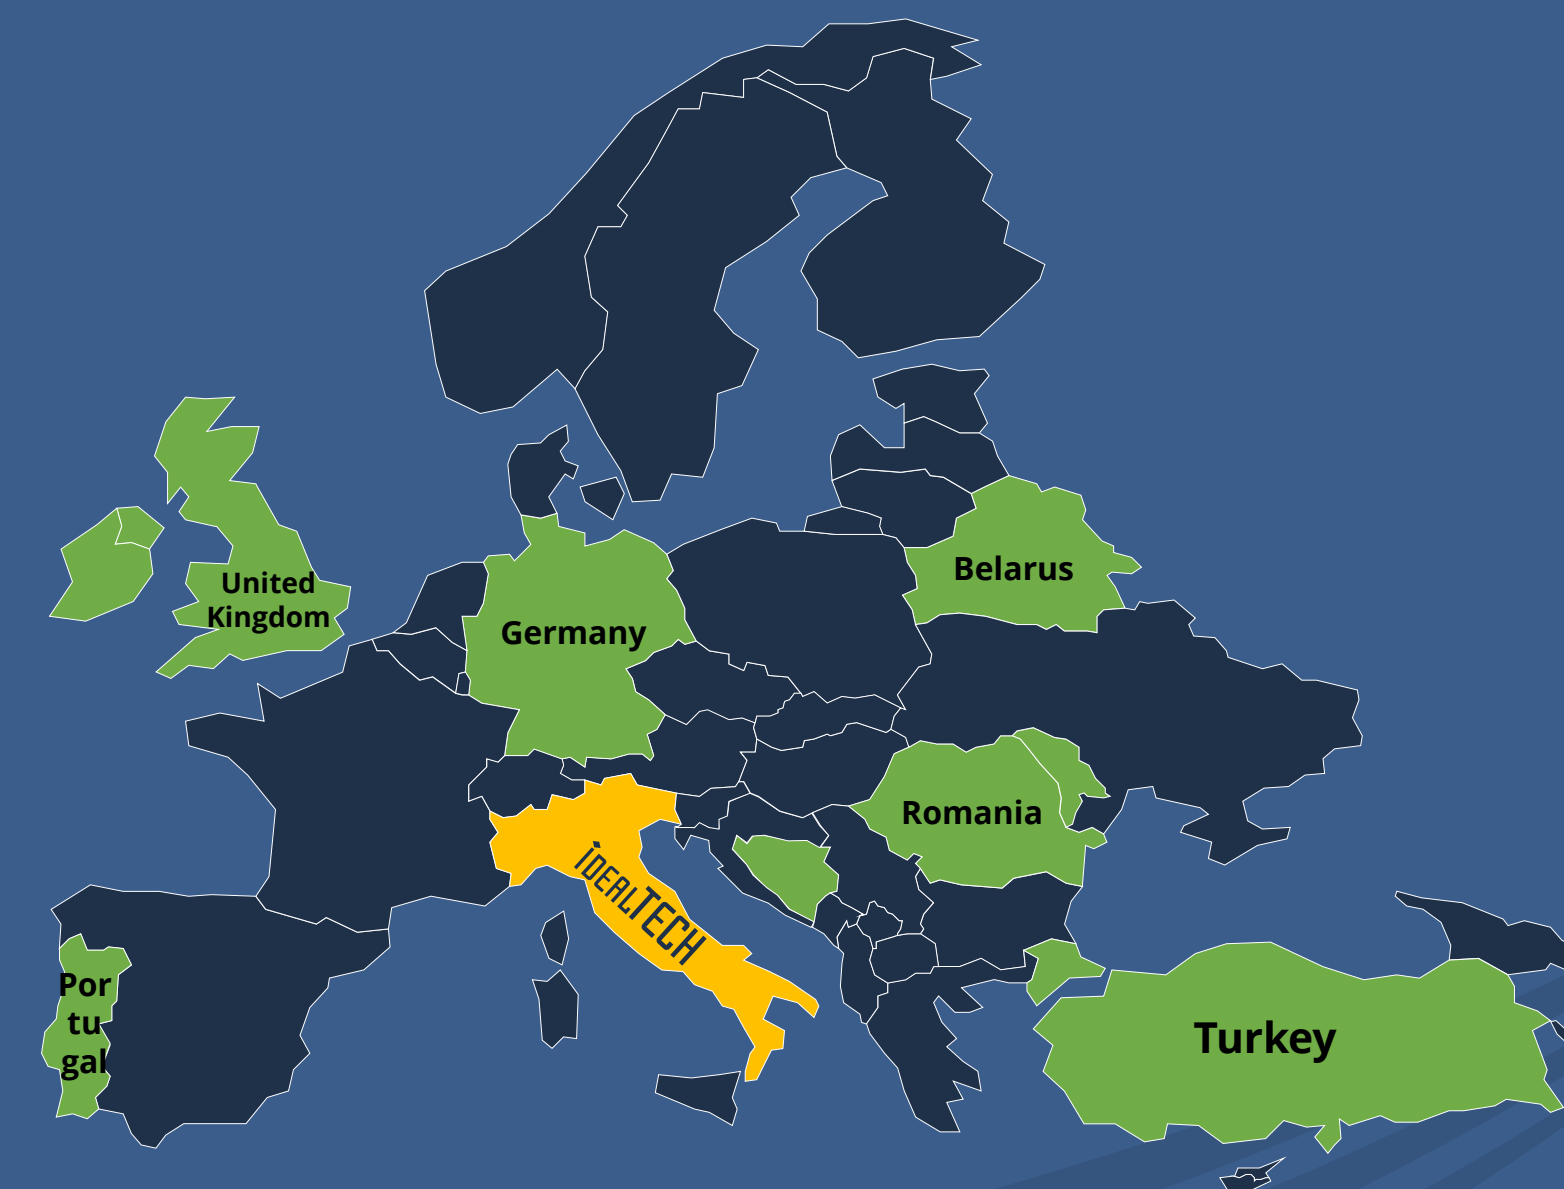 United
Kingdom
Belarus
Germany
Romania
iDEALTECH
Por
tu
gal
Turkey